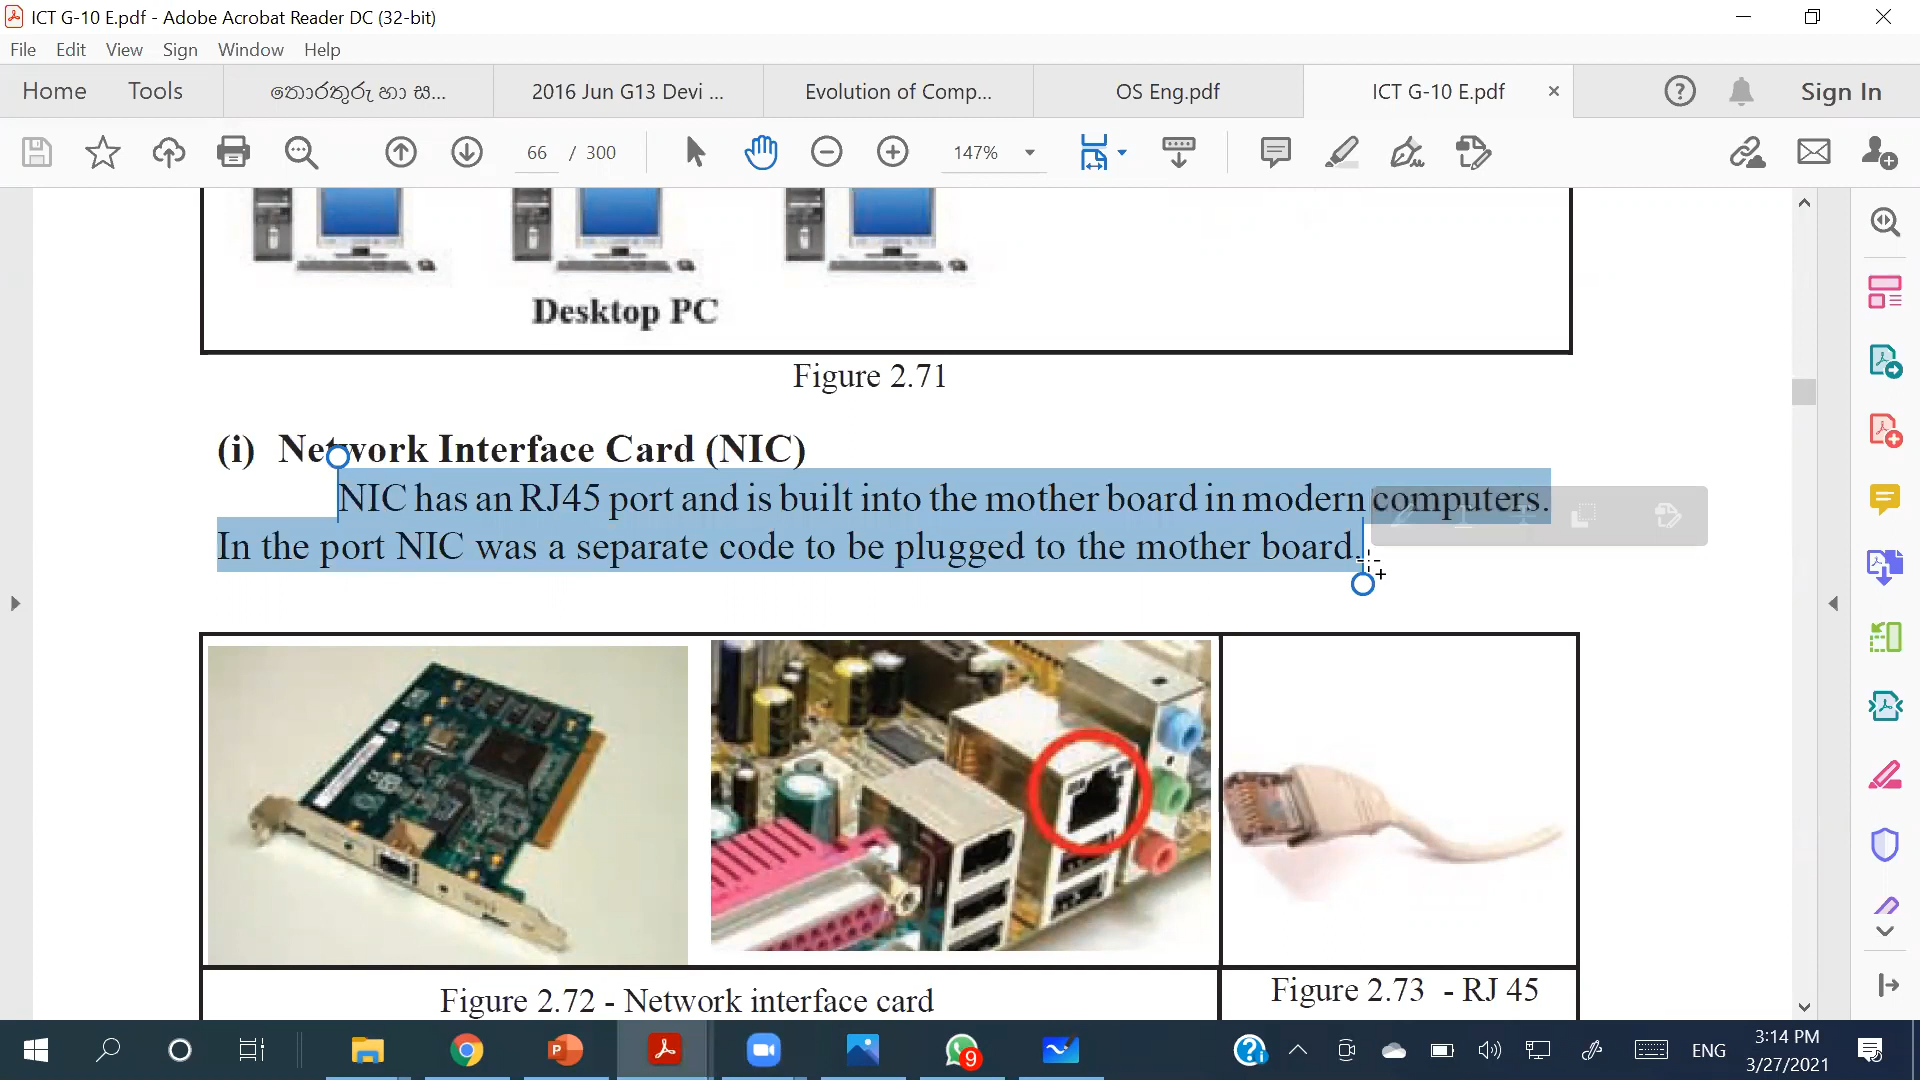 ICT G-10 E.pdf - Adobe Acrobat Reader DC (32-bit)
File Edit View Sign Window Help
Home Tools තොරතුරු හා ස... 2016 Jun G13 Devi ... Evolution of Comp... OS Eng.pdf ICT G-10 E.pdf × Sign In
66 / 300 147%
Desktop PC
Figure 2.71
(i) Network Interface Card (NIC)
NIC has an RJ45 port and is built into the mother board in modern computers.
In the port NIC was a separate code to be plugged to the mother board.
Figure 2.72 - Network interface card
Figure 2.73 - RJ 45
9 ENG 3:14 PM
3/27/2021